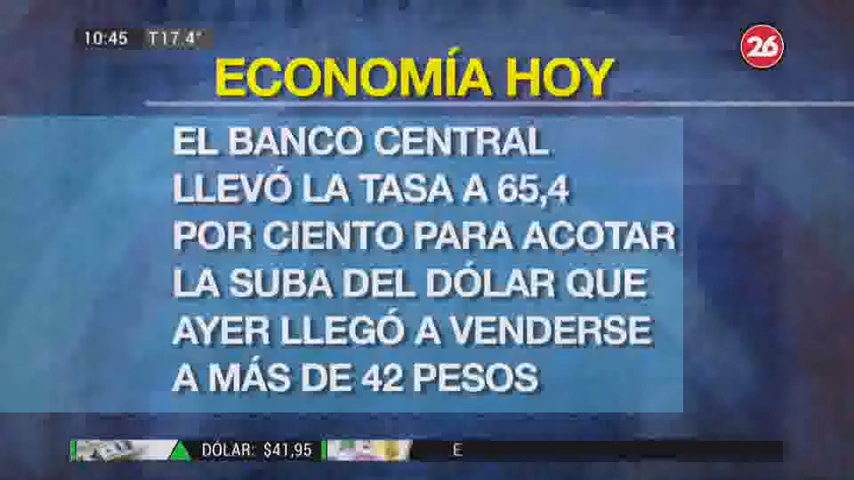 10:45 T17.4°
26
ECONOMÍA HOY
EL BANCO CENTRAL
LLEVÓ LA TASA A 65,4
POR CIENTO PARA ACOTAR
LA SUBA DEL DÓLAR QUE
AYER LLEGÓ A VENDERSE
A MÁS DE 42 PESOS
DÓLAR: $41,95 E